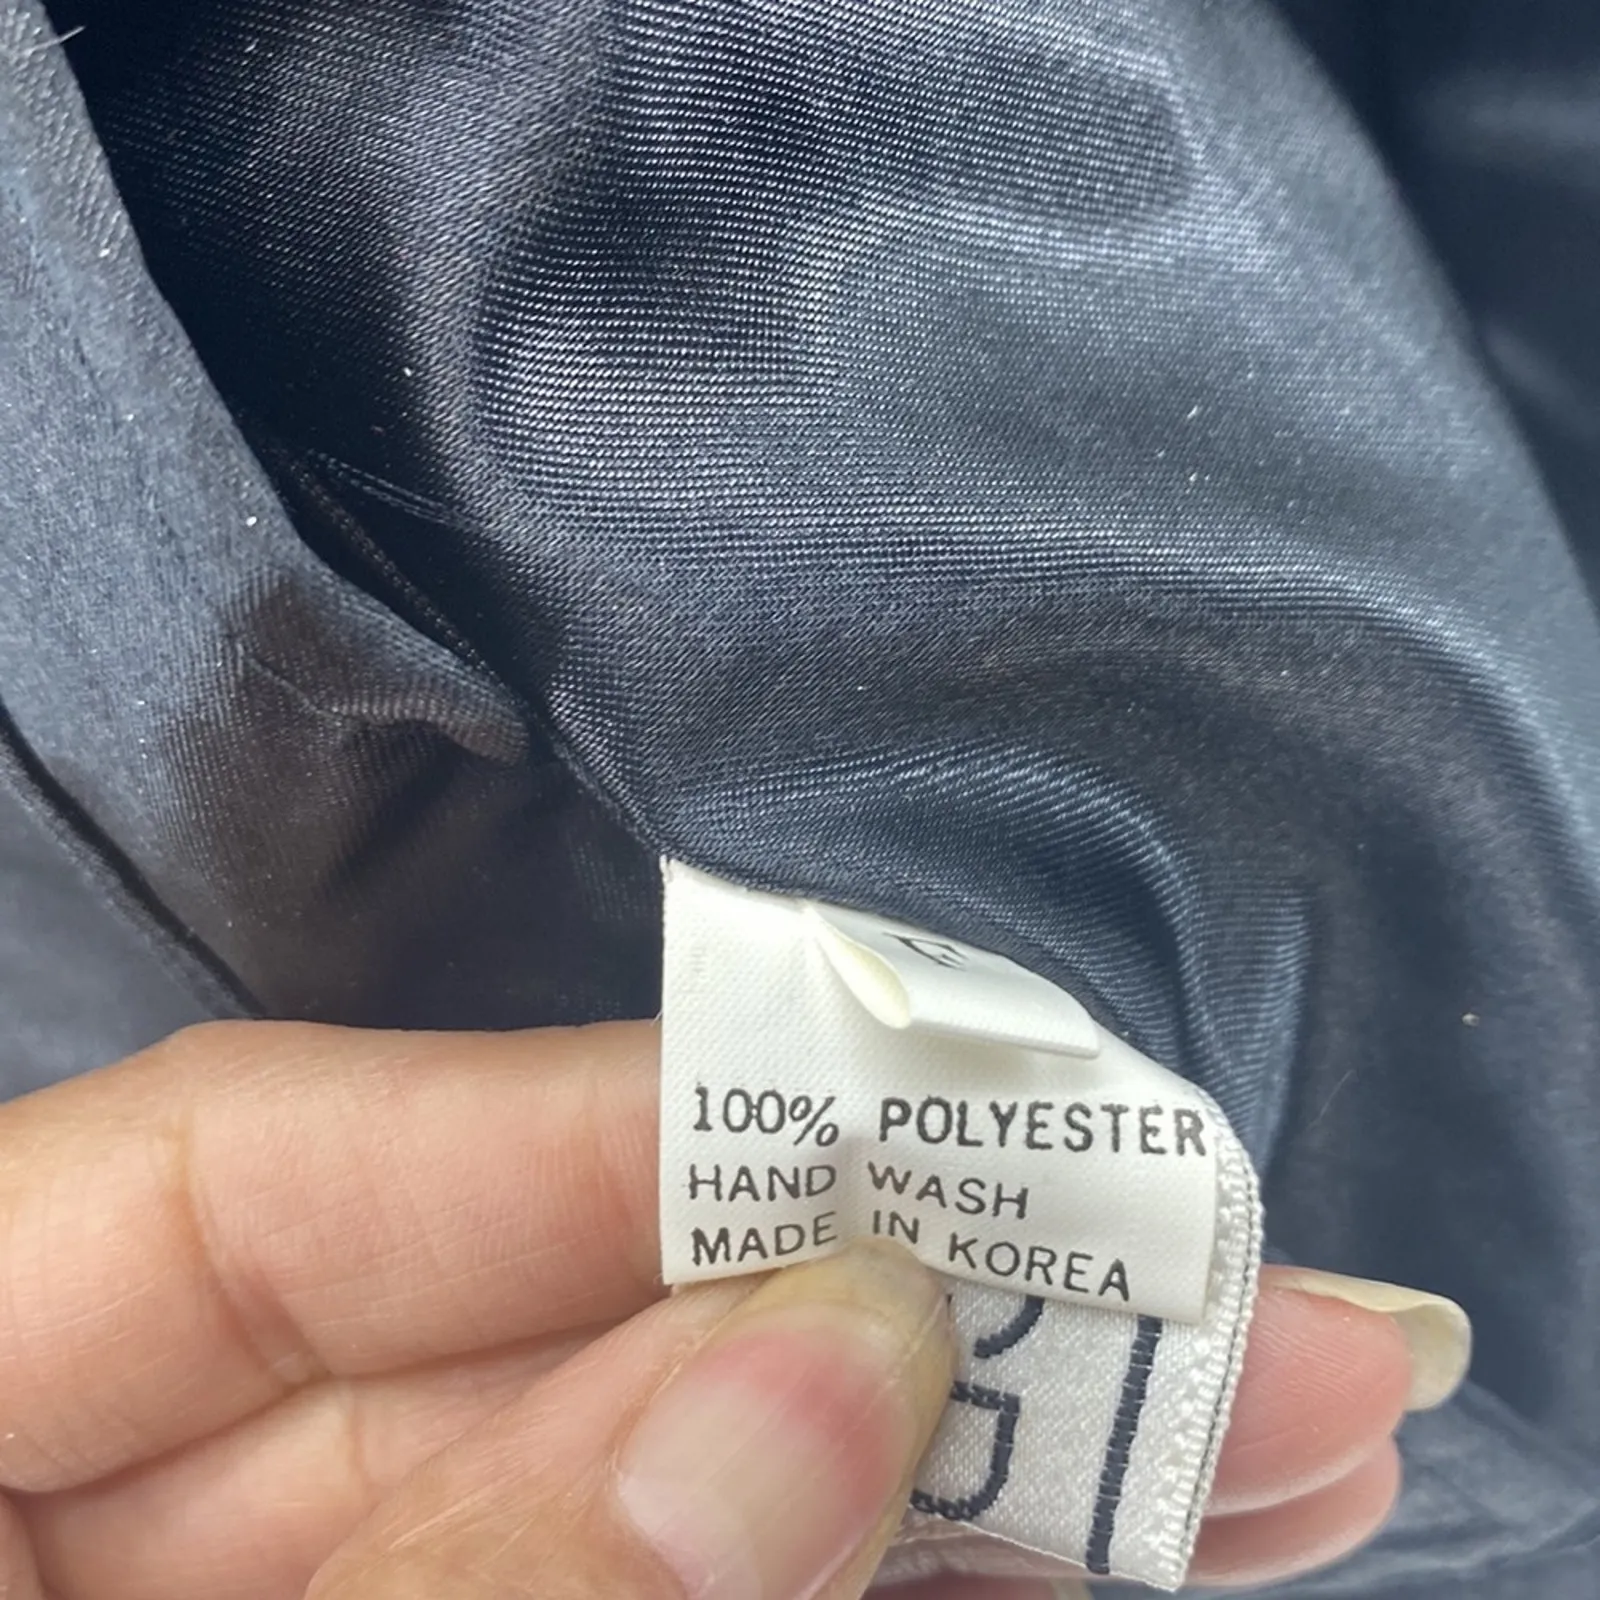 100% POLYESTER
HAND WASH
MADE IN KOREA